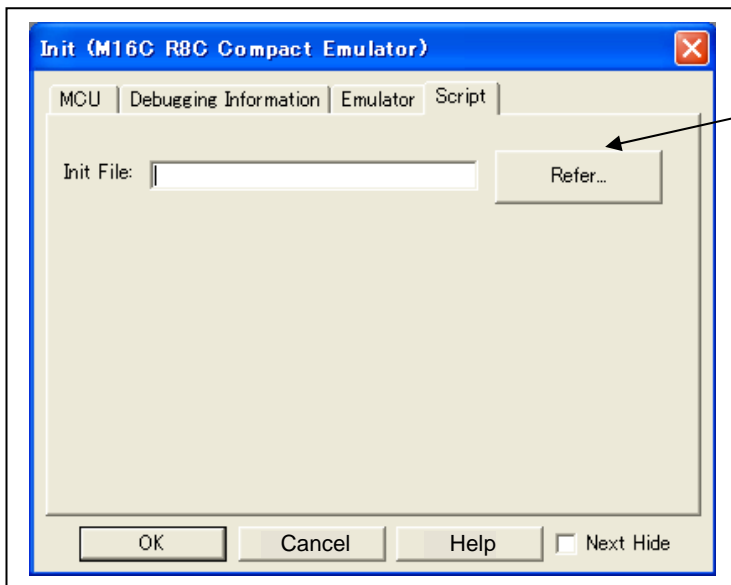 Init (M16C R8C Compact Emulator)
MCU Debugging Information Emulator Script
Init File: Refer...
OK Cancel Help Next Hide